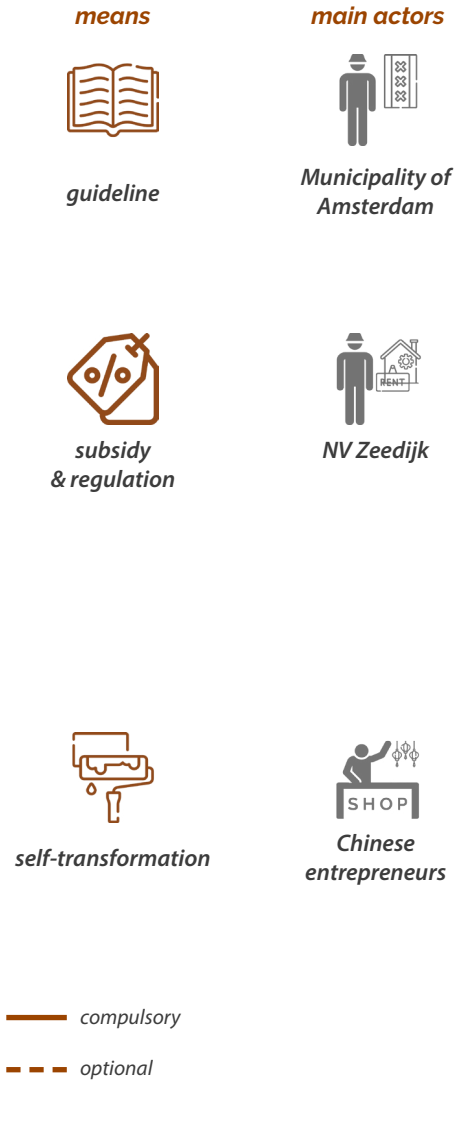 means
main actors
guideline
Municipality of
Amsterdam
subsidy
& regulation
RENT
NV Zeedijk
self-transformation
SHOP
Chinese
entrepreneurs
compulsory
optional